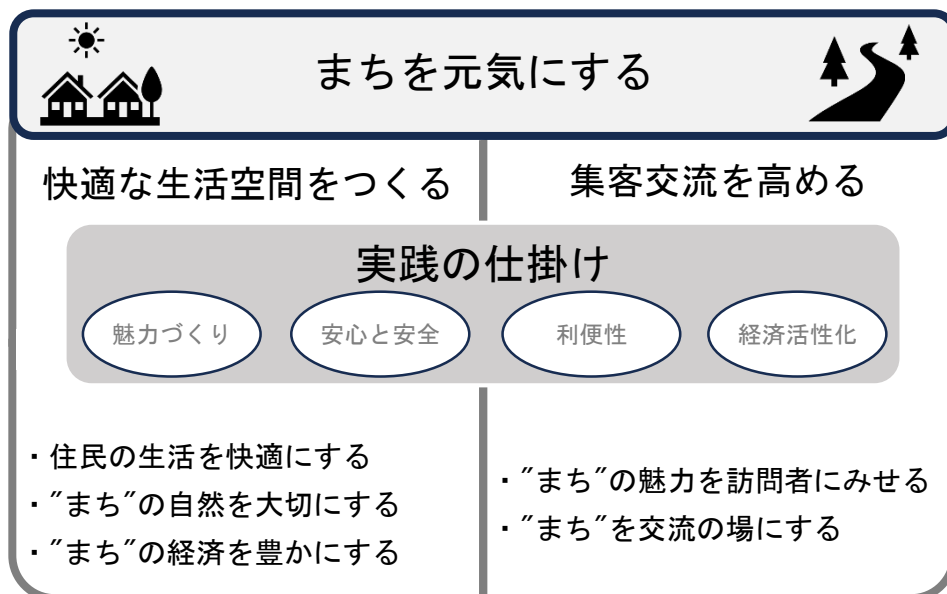 まちを元気にする
快適な生活空間をつくる
集客交流を高める
実践の仕掛け
魅力づくり
安心と安全
利便性
経済活性化
・住民の生活を快適にする
・"まち"の自然を大切にする
・"まち"の経済を豊かにする
・"まち"の魅力を訪問者にみせる
・"まち"を交流の場にする